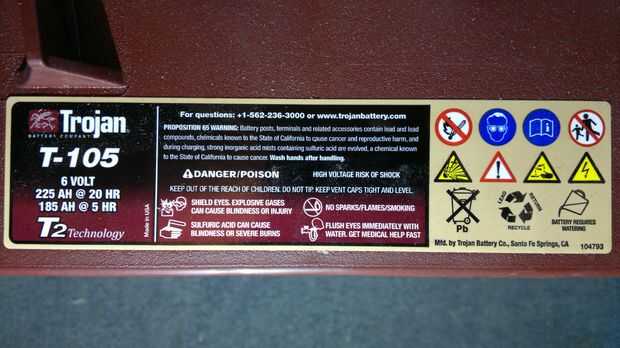 Trojan
BATTERY COMPANY
T-105
6 VOLT
225 AH @ 20 HR
185 AH @ 5 HR
T2 Technology
Made in USA
For questions: +1-562-236-3000 or www.trojanbattery.com
PROPOSITION 65 WARNING: Battery posts, terminals and related accessories contain lead and lead
compounds, chelmicals known to the State of California to cause cancer and reproductive harm, and
during charging, strong inorganic acid mists containing sulfuric acid are evolved, a chemical known
to the State of California to cause cancer. Wash hands after handling.
DANGER/POISON HIGH VOLTAGE RISK OF SHOCK
KEEP OUT OF THE REACH OF CHILDREN. DO NOT TIP. KEEP VENT CAPS TIGHT AND LEVEL.
SHIELD EYES. EXPLOSIVE GASES
CAN CAUSE BLINDNESS OR INJURY
NO SPARKS/FLAMES/SMOKING
SULFURIC ACID CAN CAUSE
BLINDNESS OR SEVERE BURNS
FLUSH EYES IMMEDIATELY WITH
WATER. GET MEDICAL HELP FAST
Pb
LEAD
RETURN
RECYCLE
BATTERY REQUIRES
WATERING
Mfd. by Trojan Battery Co., Santa Fe Springs, CA
104793